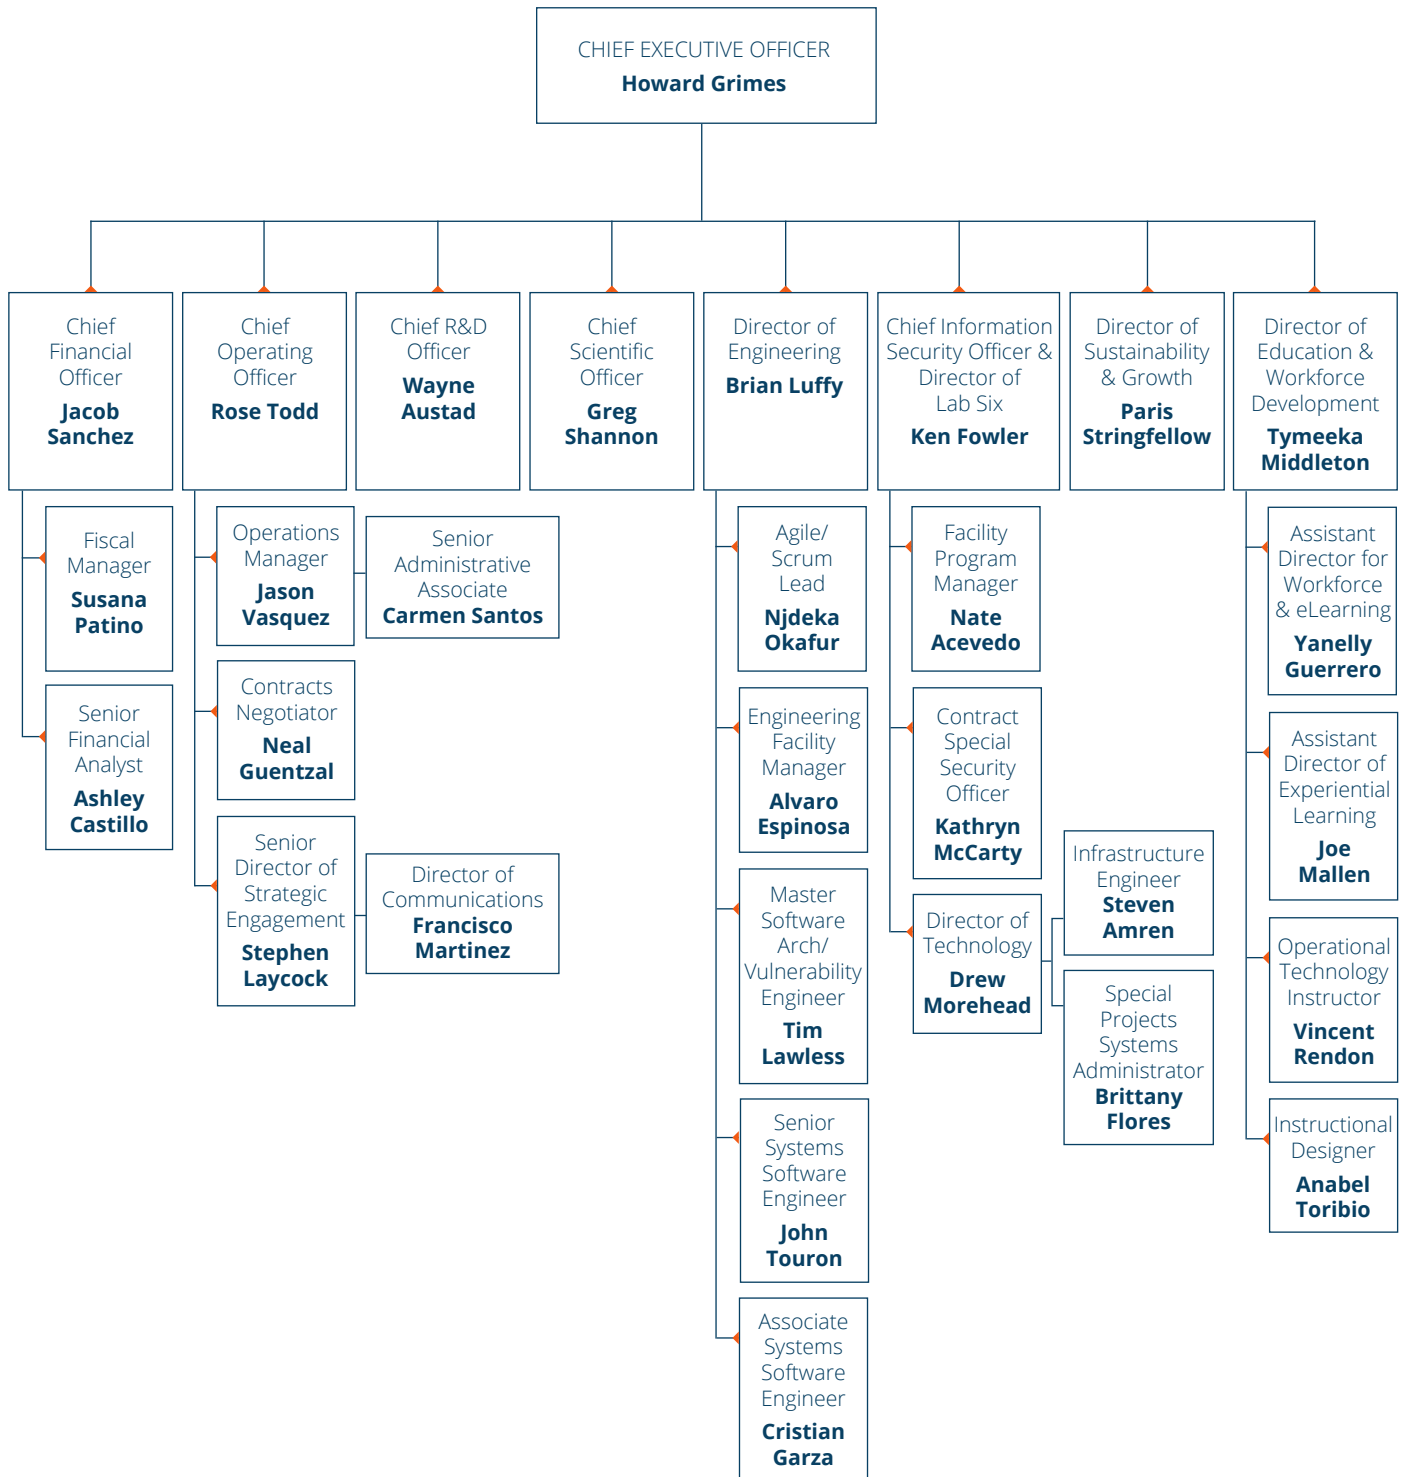 CHIEF EXECUTIVE OFFICER
Howard Grimes
Chief
Financial
Officer
Jacob
Sanchez
Chief
Operating
Officer
Rose Todd
Chief R&D
Officer
Wayne
Austad
Chief
Scientific
Officer
Greg
Shannon
Director of
Engineering
Brian Luffy
Chief Information
Security Officer &
Director of
Lab Six
Ken Fowler
Director of
Sustainability
& Growth
Paris
Stringfellow
Director of
Education &
Workforce
Development
Tymeeka
Middleton
Fiscal
Manager
Susana
Patino
Senior
Financial
Analyst
Ashley
Castillo
Operations
Manager
Jason
Vasquez
Senior
Administrative
Associate
Carmen Santos
Contracts
Negotiator
Neal
Guentzal
Senior
Director of
Strategic
Engagement
Stephen
Laycock
Director of
Communications
Francisco
Martinez
Agile/
Scrum
Lead
Njdeka
Okafur
Engineering
Facility
Manager
Alvaro
Espinosa
Master
Software
Arch/
Vulnerability
Engineer
Tim
Lawless
Senior
Systems
Software
Engineer
John
Touron
Associate
Systems
Software
Engineer
Cristian
Garza
Facility
Program
Manager
Nate
Acevedo
Contract
Special
Security
Officer
Kathryn
McCarty
Director of
Technology
Drew
Morehead
Infrastructure
Engineer
Steven
Amren
Special
Projects
Systems
Administrator
Brittany
Flores
Assistant
Director for
Workforce
& eLearning
Yanelly
Guerrero
Assistant
Director of
Experiential
Learning
Joe
Mallen
Operational
Technology
Instructor
Vincent
Rendon
Instructional
Designer
Anabel
Toribio